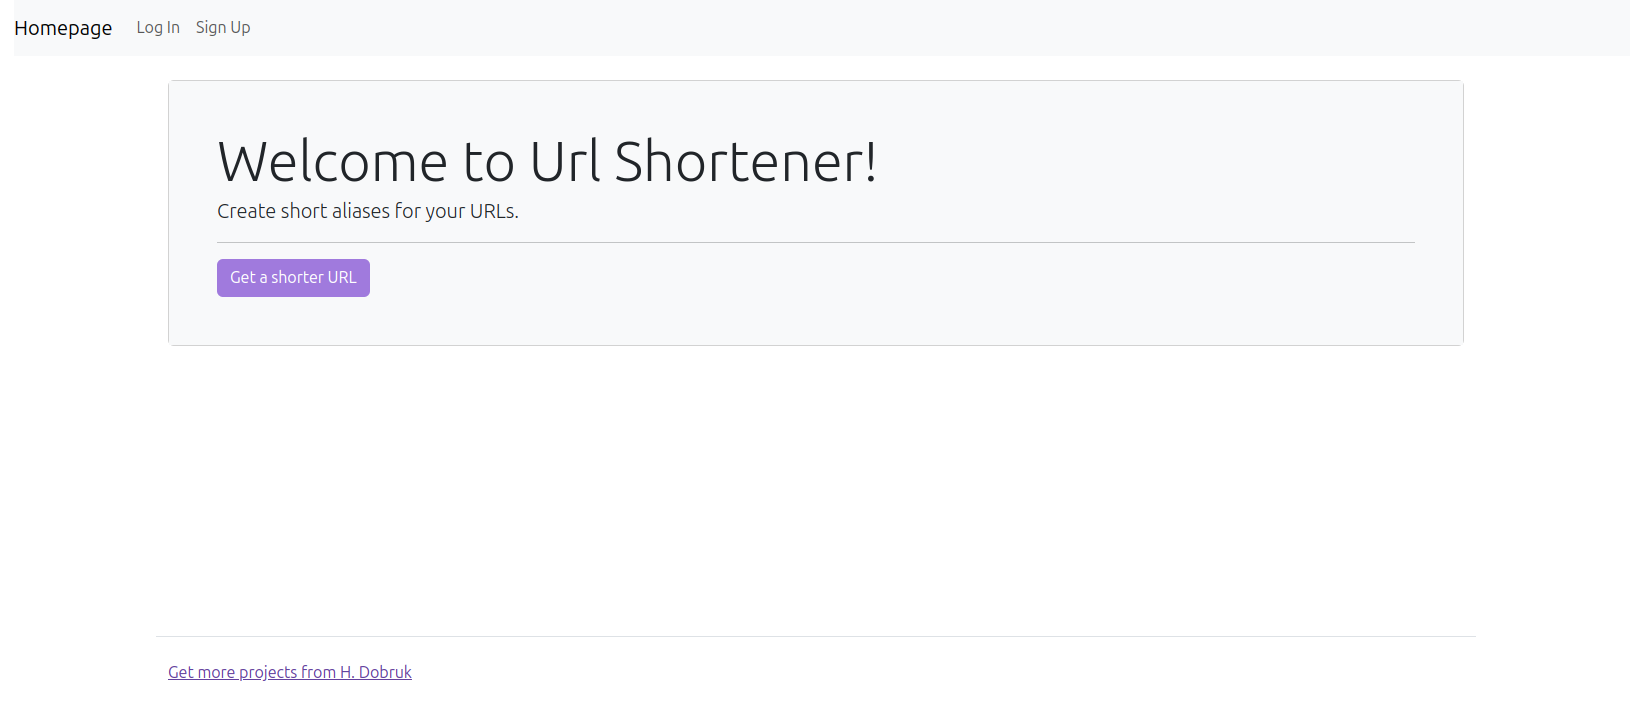 Homepage Log In Sign Up
Welcome to Url Shortener!
Create short aliases for your URLs.
Get a shorter URL
Get more projects from H. Dobruk